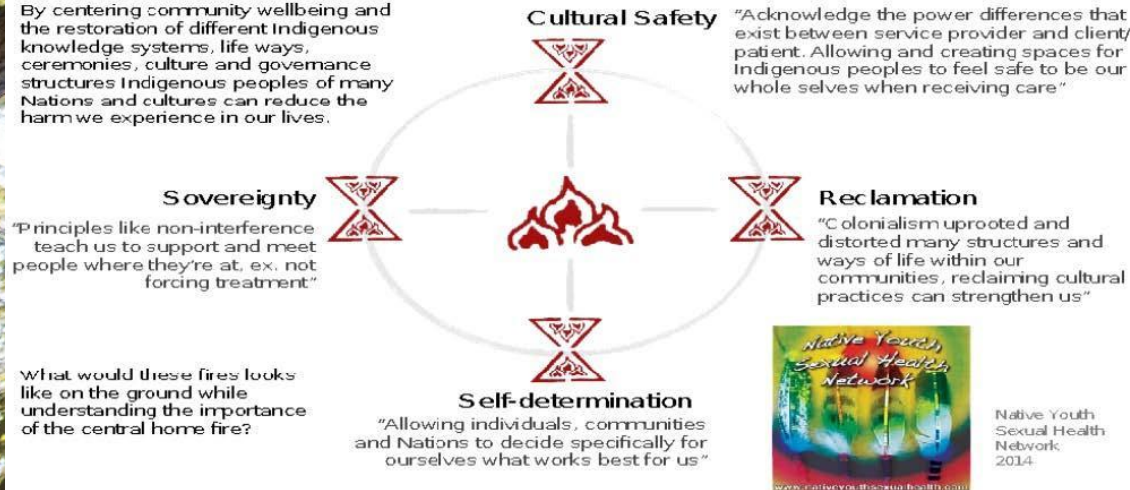 By centering community wellbeing and
the restoration of different Indigenous
knowledge systems, life ways,
ceremonies, culture and governance
structures Indigenous peoples of many
Nations and cultures can reduce the
harm we experience in our lives.
Cultural Safety
"Acknowledge the power differences that
exist between service provider and client/
patient. Allowing and creating spaces for
Indigenous peoples to feel safe to be our
whole selves when receiving care"
Sovereignty
"Principles like non-interference
teach us to support and meet
people where they're at, ex. not
forcing treatment"
Reclamation
"Colonialism uprooted and
distorted many structures and
ways of life within our
communities, reclaiming cultural
practices can strengthen us"
What would these fires looks
like on the ground while
understanding the importance
of the central home fire?
Self-determination
"Allowing individuals, communities
and Nations to decide specifically for
ourselves what works best for us"
Native Youth
Sexual Health
Network
www.nativeyouthsexualhealth.com
Native Youth
Sexual Health
Network
2014